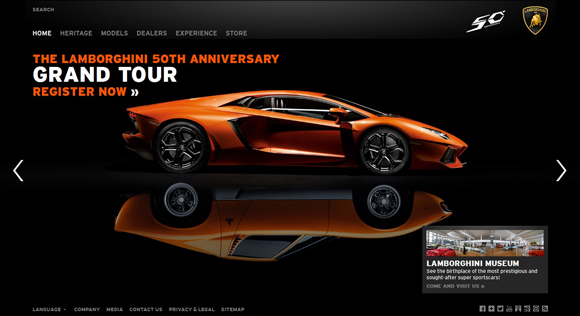 SEARCH
HOME HERITAGE MODELS DEALERS EXPERIENCE STORE
50°
THE LAMBORGHINI 50TH ANNIVERSARY
GRAND TOUR
REGISTER NOW »
LAMBORGHINI MUSEUM
See the birthplace of the most prestigious and
sought-after super sportscars!
COME AND VISIT US »
LANGUAGE COMPANY MEDIA CONTACT US PRIVACY & LEGAL SITEMAP